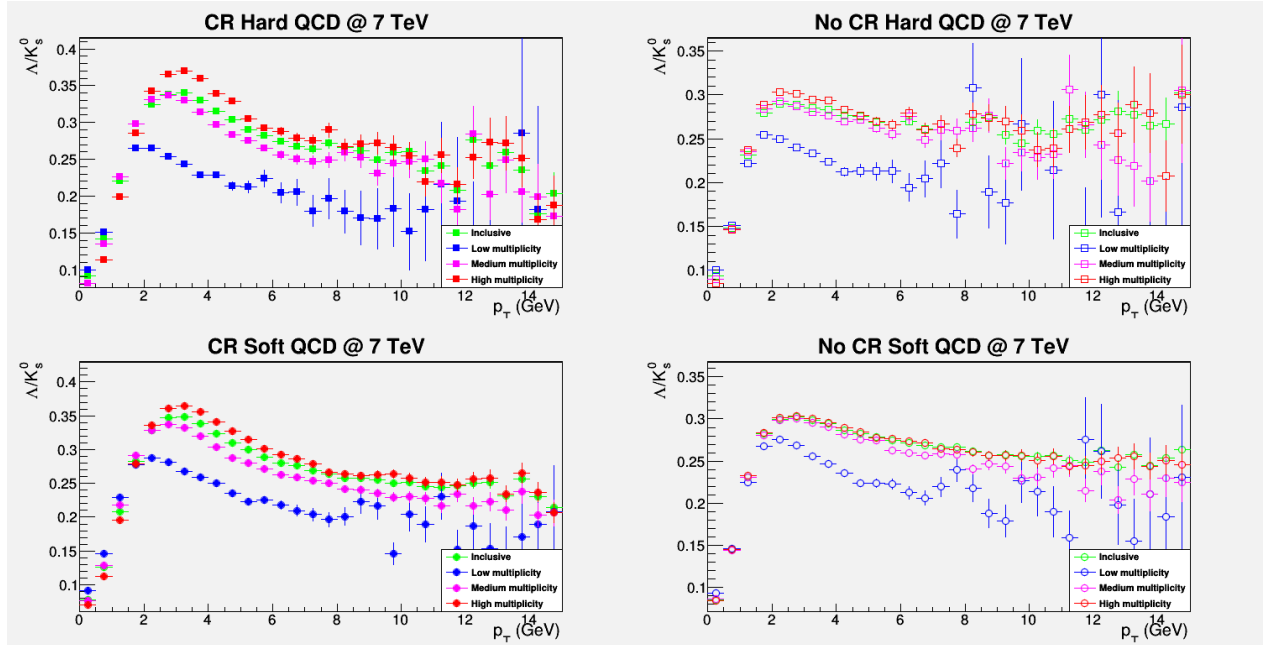 CR Hard QCD @ 7 TeV
Λ/K⁰ₛ
0.4
0.35
0.3
0.25
0.2
0.15
0.1
Inclusive
Low multiplicity
Medium multiplicity
High multiplicity
0 2 4 6 8 10 12 14
p_T (GeV)
No CR Hard QCD @ 7 TeV
Λ/K⁰ₛ
0.35
0.3
0.25
0.2
0.15
0.1
Inclusive
Low multiplicity
Medium multiplicity
High multiplicity
0 2 4 6 8 10 12 14
p_T (GeV)
CR Soft QCD @ 7 TeV
Λ/K⁰ₛ
0.4
0.35
0.3
0.25
0.2
0.15
0.1
Inclusive
Low multiplicity
Medium multiplicity
High multiplicity
0 2 4 6 8 10 12 14
p_T (GeV)
No CR Soft QCD @ 7 TeV
Λ/K⁰ₛ
0.35
0.3
0.25
0.2
0.15
0.1
Inclusive
Low multiplicity
Medium multiplicity
High multiplicity
0 2 4 6 8 10 12 14
p_T (GeV)